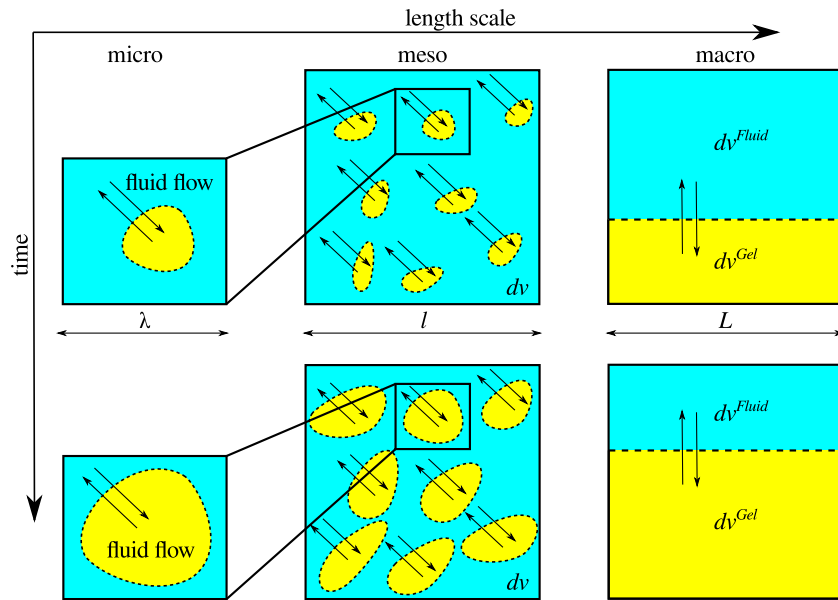 length scale
micro
meso
macro
time
fluid flow
dv
dv^Fluid
dv^Gel
λ
l
L
fluid flow
dv
dv^Fluid
dv^Gel